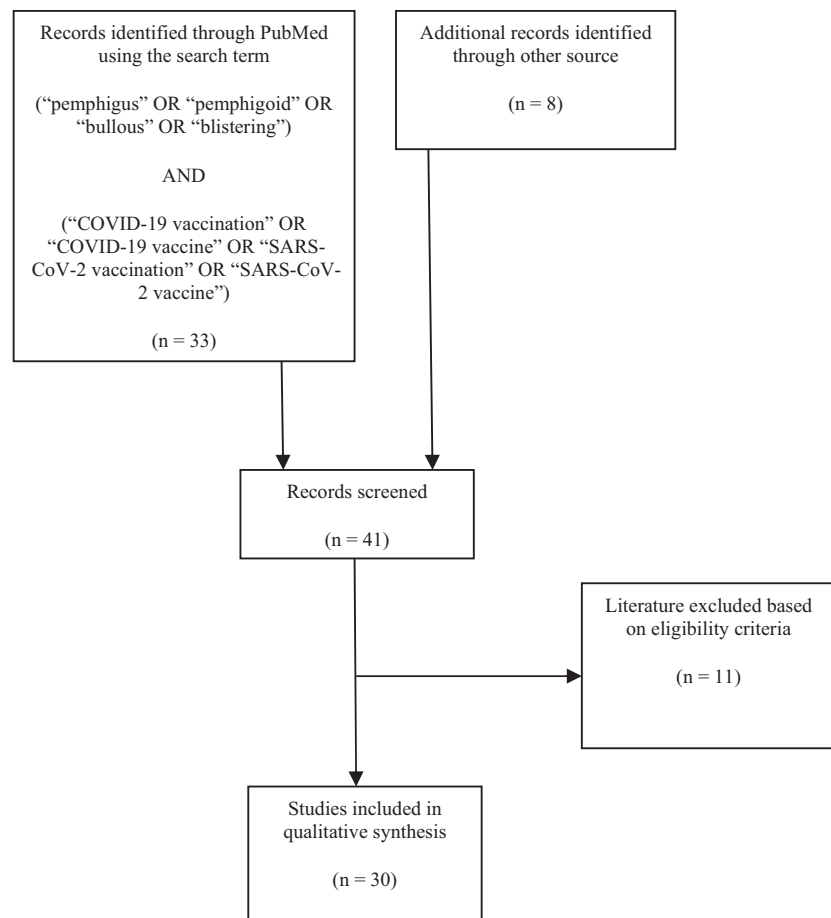 Records identified through PubMed
using the search term
(“pemphigus” OR “pemphigoid” OR
“bullous” OR “blistering”)
AND
(“COVID-19 vaccination” OR
“COVID-19 vaccine” OR “SARS-
CoV-2 vaccination” OR “SARS-CoV-
2 vaccine”)
(n = 33)
Additional records identified
through other source
(n = 8)
Records screened
(n = 41)
Literature excluded based
on eligibility criteria
(n = 11)
Studies included in
qualitative synthesis
(n = 30)